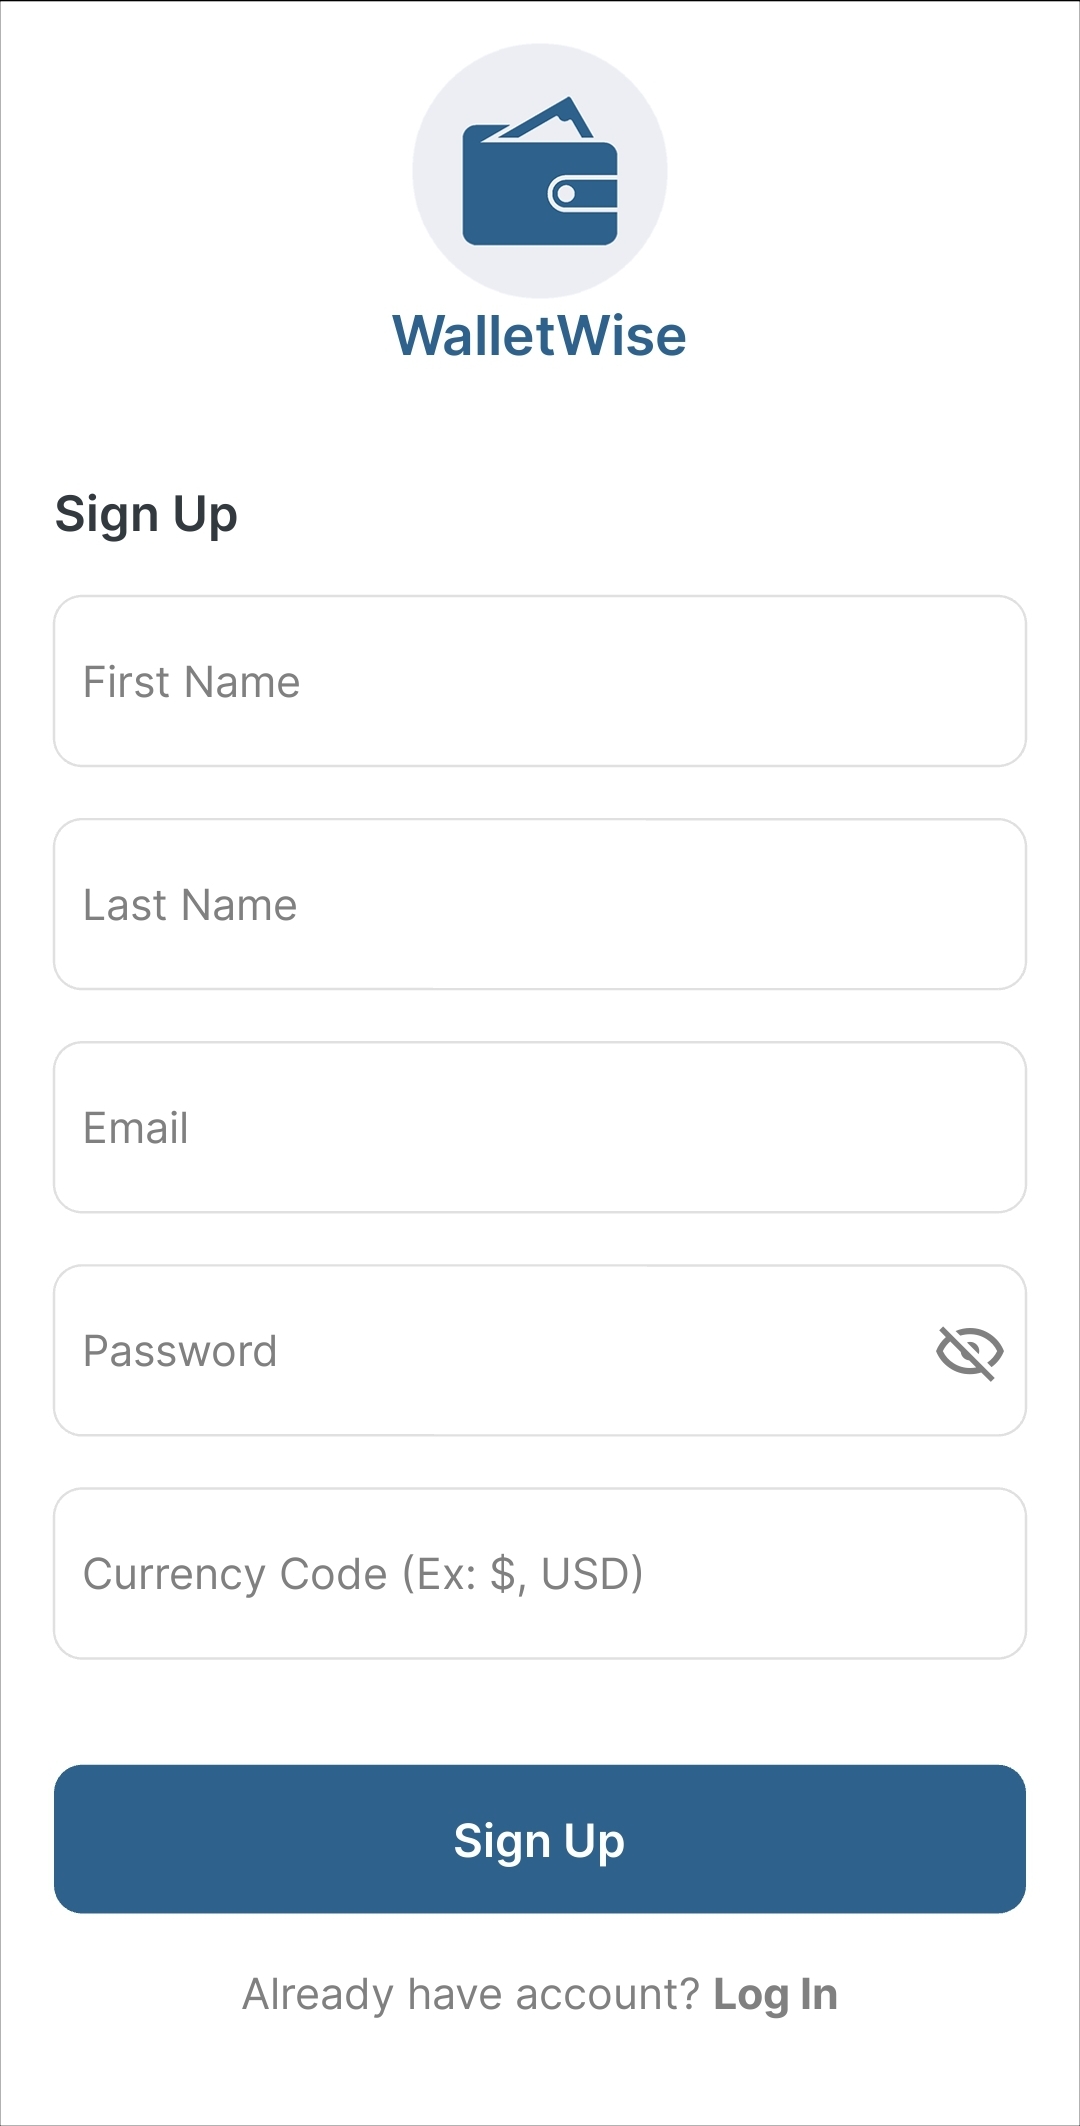 WalletWise
Sign Up
First Name
Last Name
Email
Password
Currency Code (Ex: $, USD)
Sign Up
Already have account? Log In